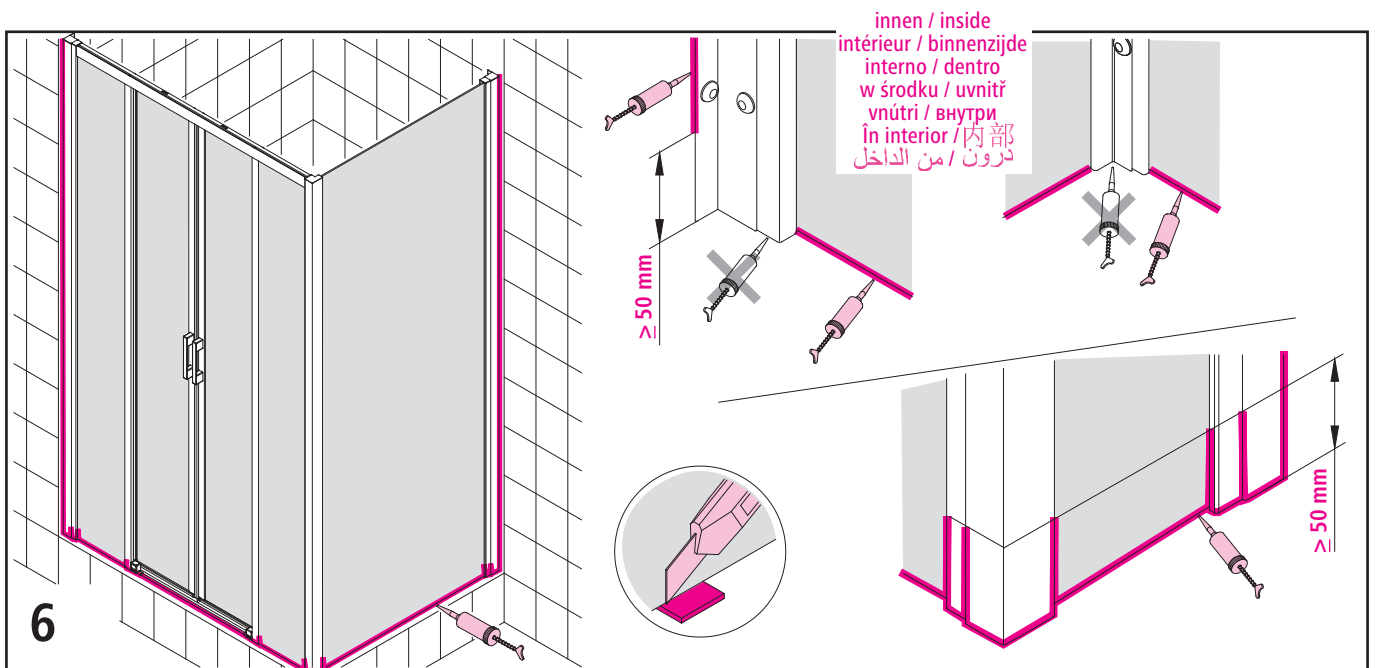 innen / inside
intérieur / binnenzijde
interno / dentro
w środku / uvnitř
vnútri / внутри
În interior / 内部
درون / من الداخل
≥ 50 mm
≥ 50 mm
6